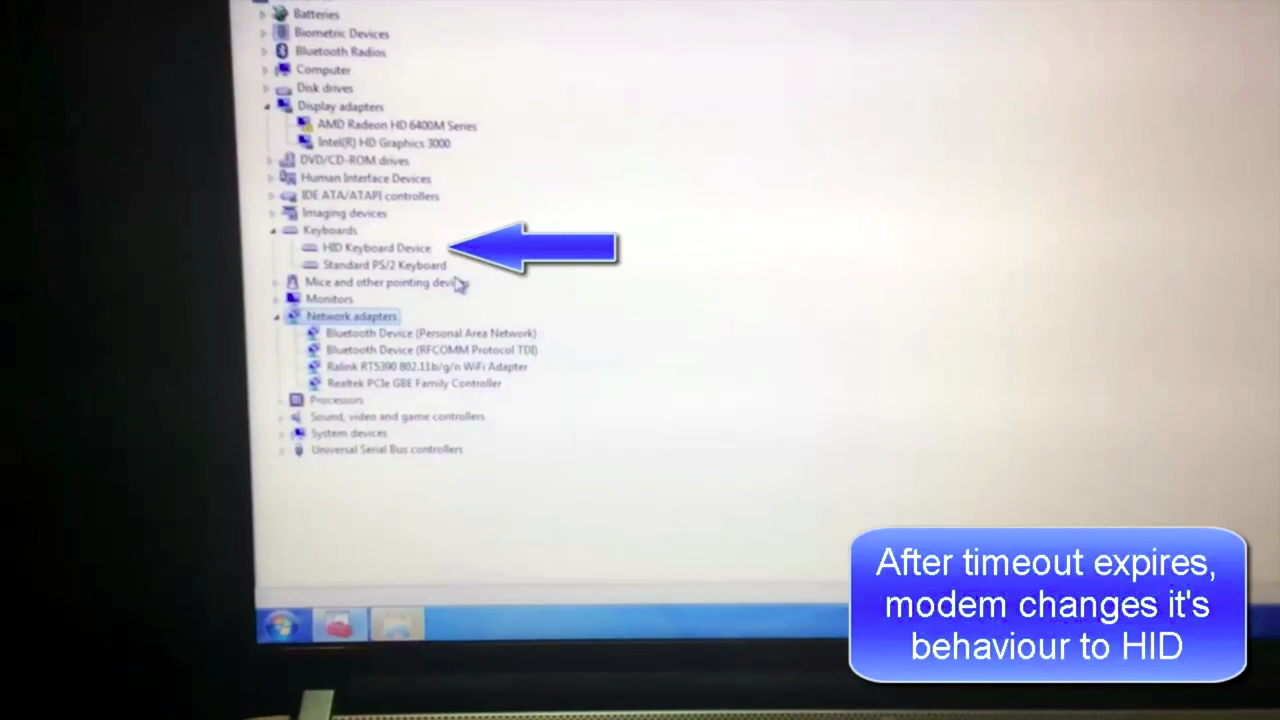 Batteries
Biometric Devices
Bluetooth Radios
Computer
Disk drives
Display adapters
AMD Radeon HD 6400M Series
Intel(R) HD Graphics 3000
DVD/CD-ROM drives
Human Interface Devices
IDE ATA/ATAPI controllers
Imaging devices
Keyboards
HID Keyboard Device
Standard PS/2 Keyboard
Mice and other pointing devices
Monitors
Network adapters
Bluetooth Device (Personal Area Network)
Bluetooth Device (RFCOMM Protocol TDI)
Ralink RT5390 802.11b/g/n WiFi Adapter
Realtek PCIe GBE Family Controller
Processors
Sound, video and game controllers
System devices
Universal Serial Bus controllers
After timeout expires,
modem changes it's
behaviour to HID